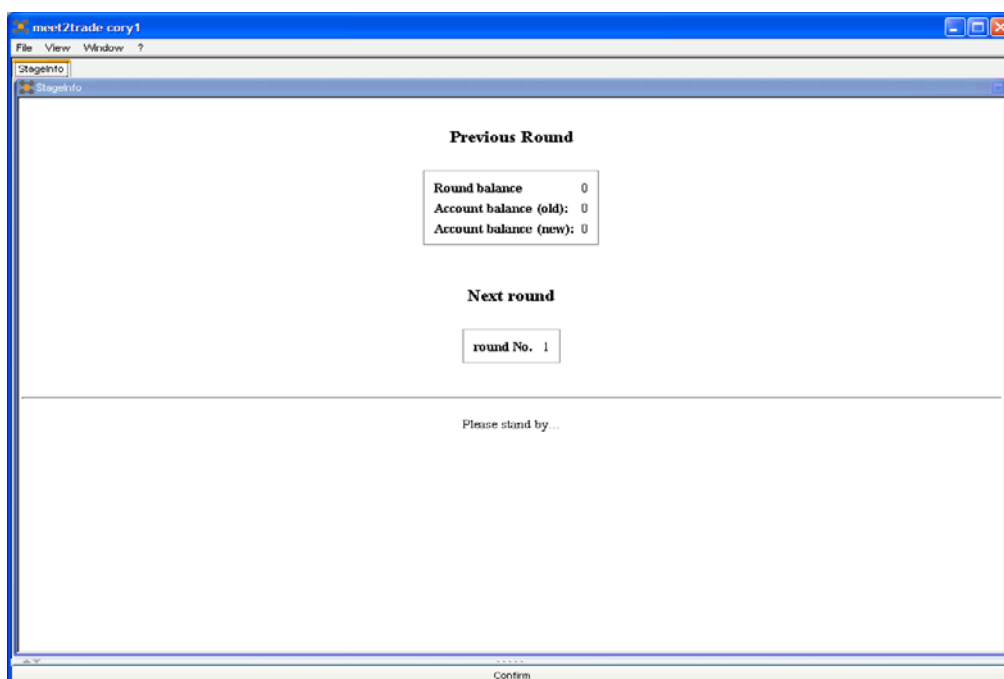 meet2trade cory1
File View Window ?
StageInfo
StageInfo
Previous Round
Round balance 0
Account balance (old): 0
Account balance (new): 0
Next round
round No. 1
Please stand by...
Confirm